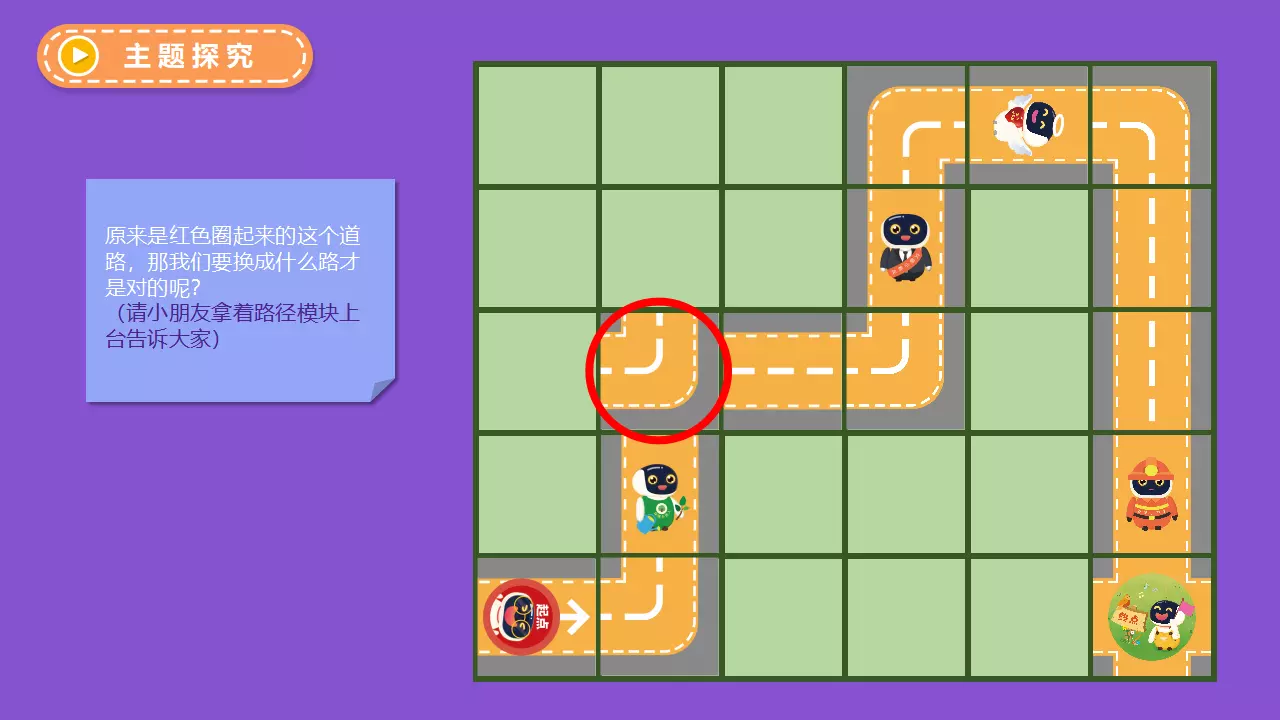 主题探究
原来是红色圈起来的这个道
路，那我们要换成什么路才
是对的呢？
（请小朋友拿着路径模块上
台告诉大家）
起点
终点